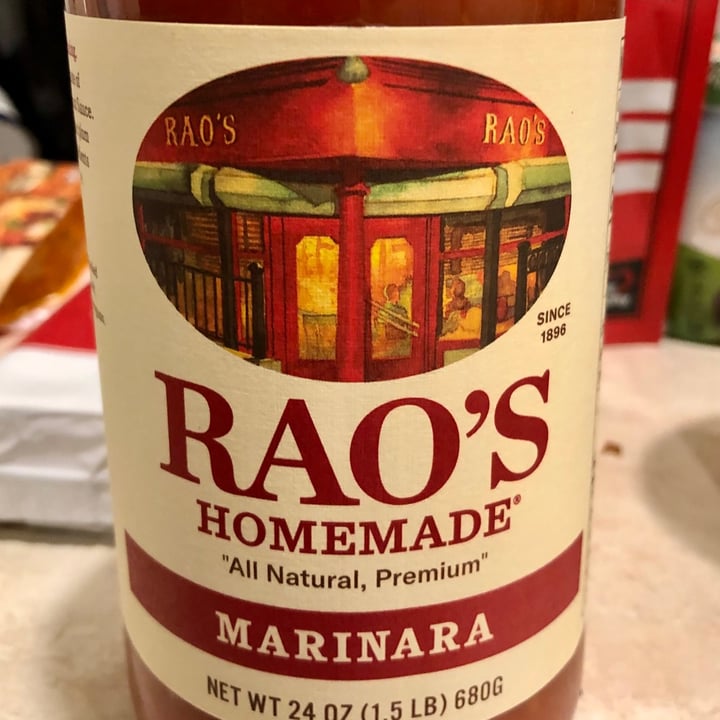 RAO'S RAO'S
SINCE
1896
RAO'S
HOMEMADE®
"All Natural, Premium"
MARINARA
NET WT 24 OZ (1.5 LB) 680G